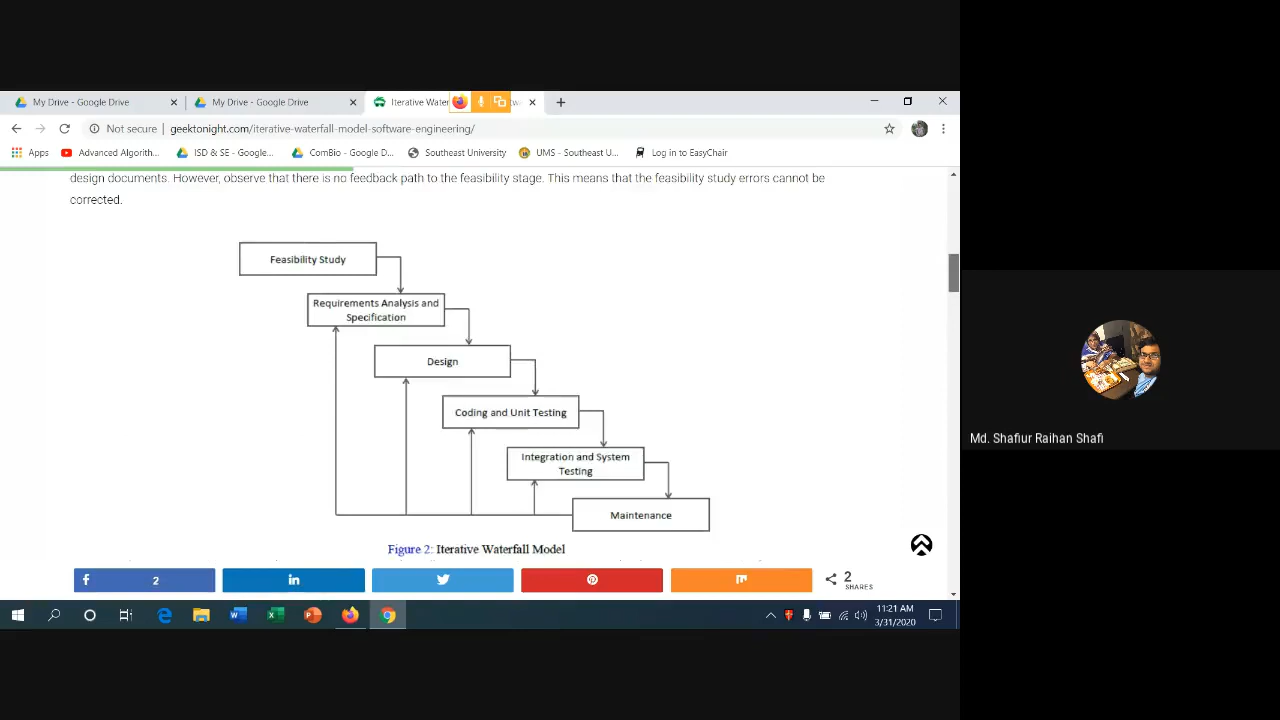 My Drive - Google Drive
My Drive - Google Drive
Iterative Water
Not secure | geektonight.com/iterative-waterfall-model-software-engineering/
Apps
Advanced Algorith...
ISD & SE - Google...
ComBio - Google D...
Southeast University
UMS - Southeast U...
Log in to EasyChair
design documents. However, observe that there is no feedback path to the feasibility stage. This means that the feasibility study errors cannot be
corrected.
Feasibility Study
Requirements Analysis and
Specification
Design
Coding and Unit Testing
Integration and System
Testing
Maintenance
Figure 2: Iterative Waterfall Model
2
2
SHARES
11:21 AM
3/31/2020
Md. Shafiur Raihan Shafi